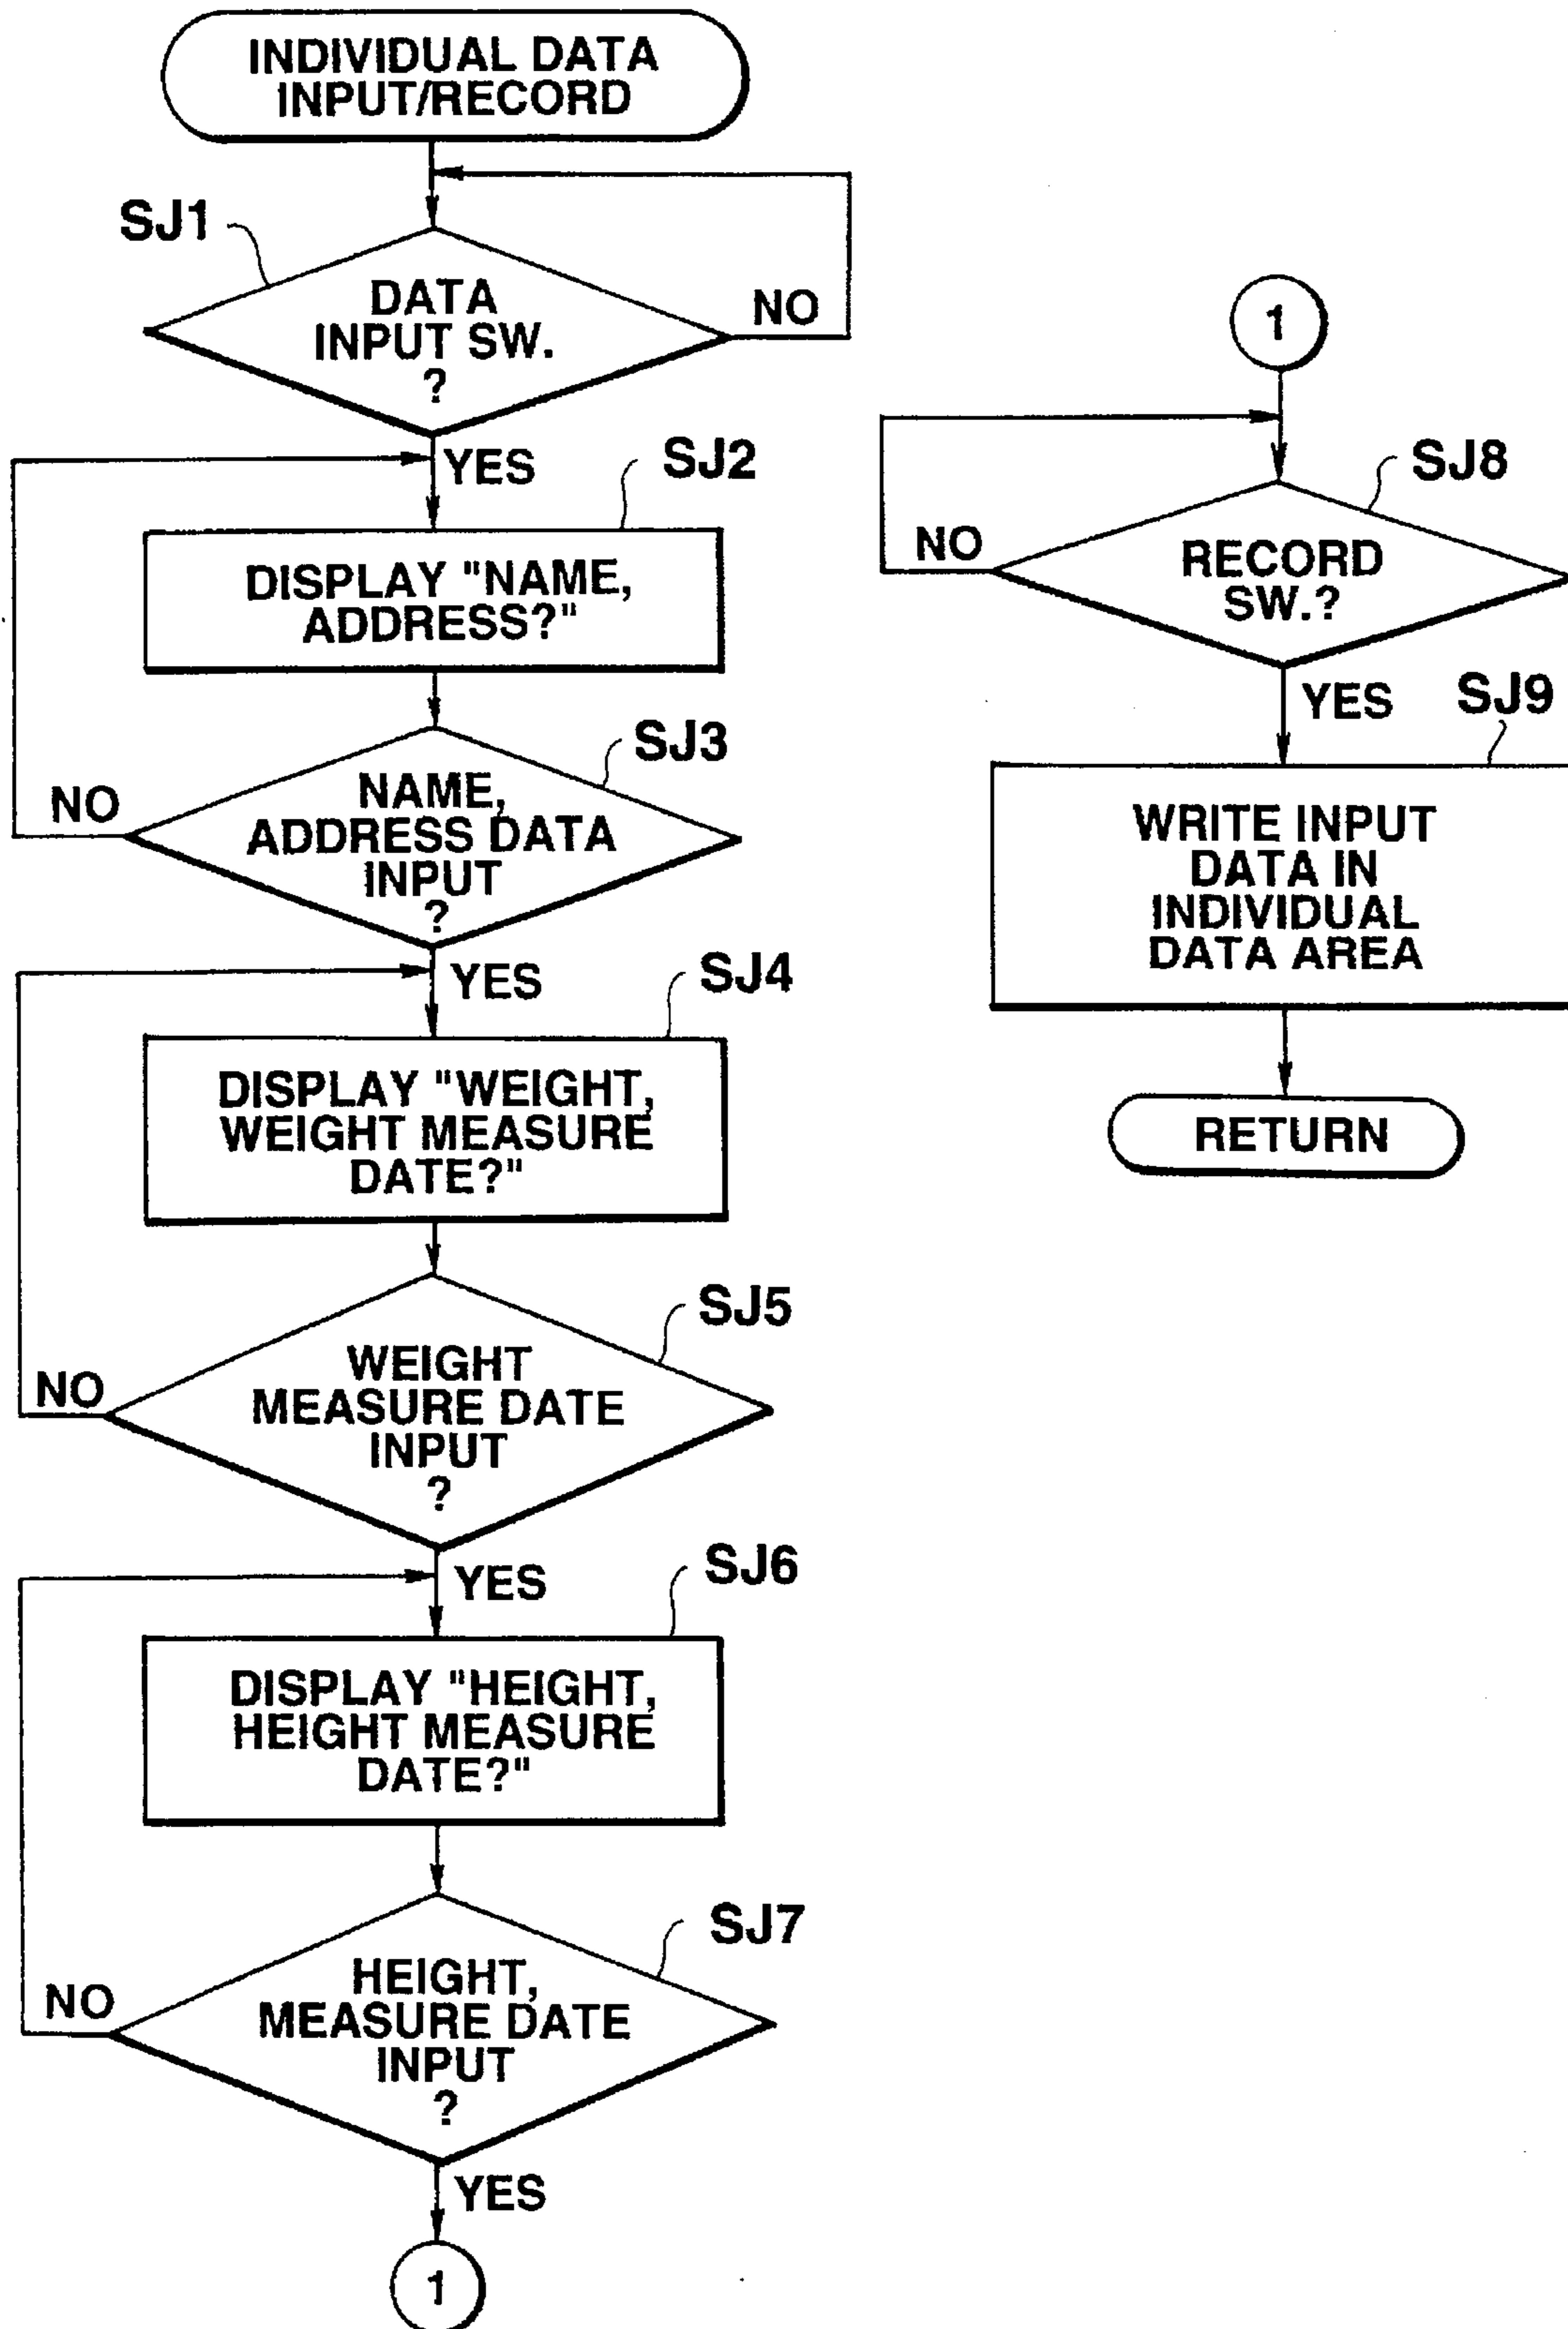 INDIVIDUAL DATA
INPUT/RECORD
SJ1
DATA
INPUT SW.
?
NO
YES
SJ2
DISPLAY "NAME,
ADDRESS?"
SJ3
NAME,
ADDRESS DATA
INPUT
?
NO
YES
SJ4
DISPLAY "WEIGHT,
WEIGHT MEASURE
DATE?"
SJ5
WEIGHT
MEASURE DATE
INPUT
?
NO
YES
SJ6
DISPLAY "HEIGHT,
HEIGHT MEASURE
DATE?"
SJ7
HEIGHT,
MEASURE DATE
INPUT
?
NO
YES
1
1
SJ8
RECORD
SW.?
NO
YES
SJ9
WRITE INPUT
DATA IN
INDIVIDUAL
DATA AREA
RETURN